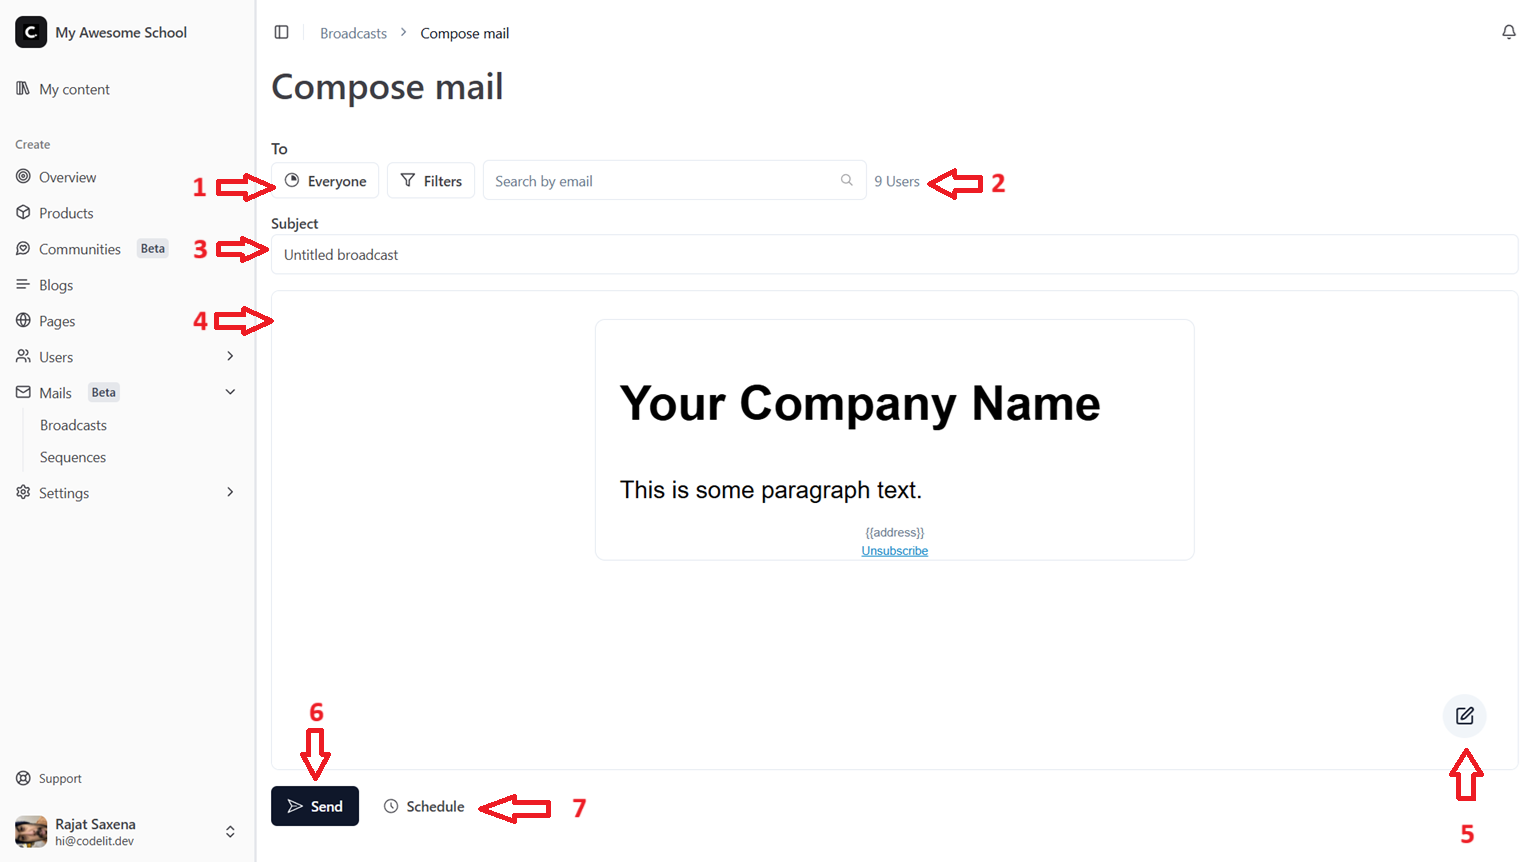 C.
My Awesome School
My content
Create
Overview
Products
Communities Beta
Blogs
Pages
Users
Mails Beta
Broadcasts
Sequences
Settings
Support
Rajat Saxena
hi@codelit.dev
Broadcasts > Compose mail
Compose mail
To
1 Everyone Filters Search by email 9 Users 2
Subject
3 Untitled broadcast
4
Your Company Name
This is some paragraph text.
{{address}}
Unsubscribe
6
Send Schedule 7
5